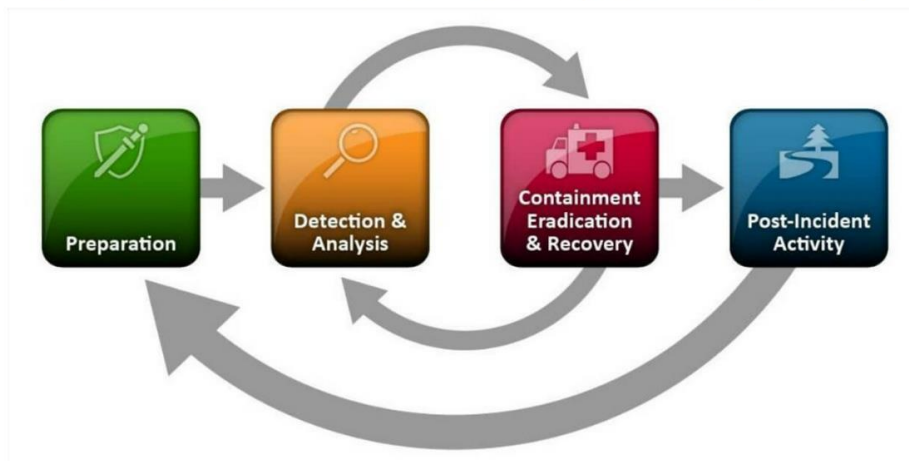 Preparation
Detection &
Analysis
Containment
Eradication
& Recovery
Post-Incident
Activity